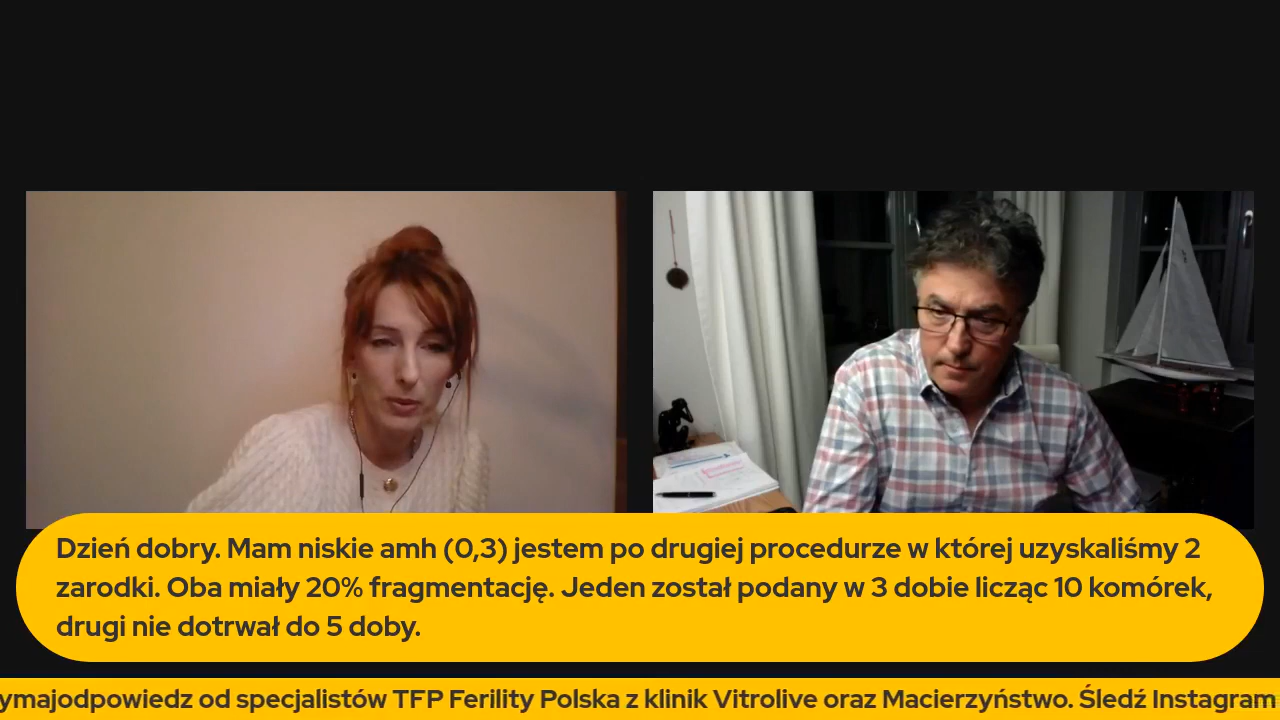 Dzień dobry. Mam niskie amh (0,3) jestem po drugiej procedurze w której uzyskaliśmy 2
zarodki. Oba miały 20% fragmentację. Jeden został podany w 3 dobie licząc 10 komórek,
drugi nie dotrwał do 5 doby.
ymajodpowiedz od specjalistów TFP Ferility Polska z klinik Vitrolive oraz Macierzyństwo. Śledź Instagram